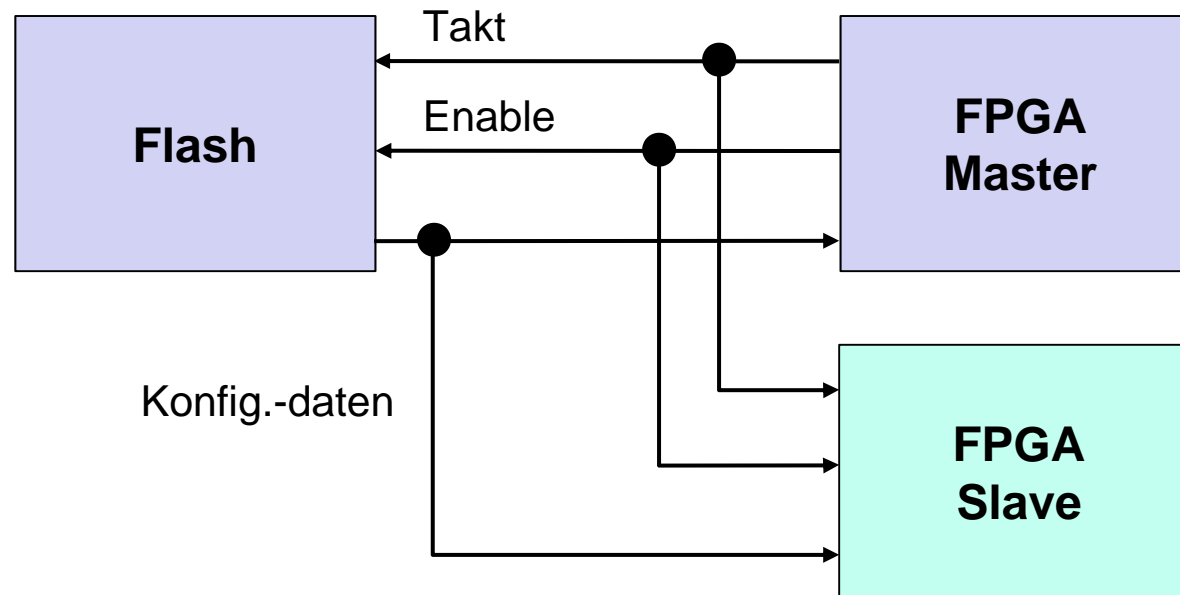 Takt
Enable
Flash
FPGA
Master
Konfig.-daten
FPGA
Slave